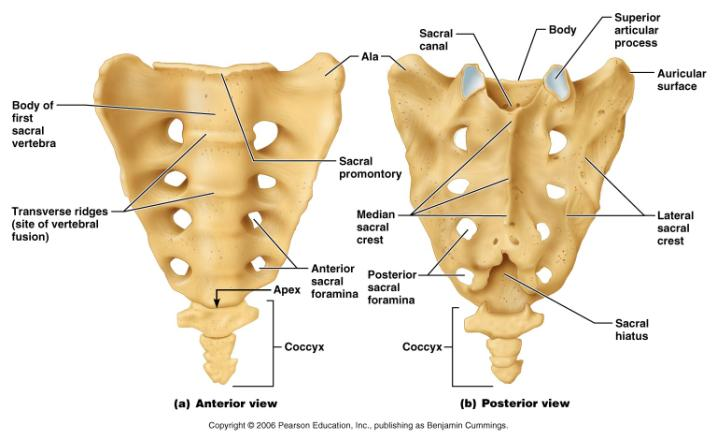 Sacral
canal
Body
Superior
articular
process
Ala
Auricular
surface
Body of
first
sacral
vertebra
Sacral
promontory
Transverse ridges
(site of vertebral
fusion)
Median
sacral
crest
Lateral
sacral
crest
Anterior
sacral
foramina
Posterior
sacral
foramina
Apex
Sacral
hiatus
Coccyx
Coccyx
(a) Anterior view
(b) Posterior view
Copyright © 2006 Pearson Education, Inc., publishing as Benjamin Cummings.